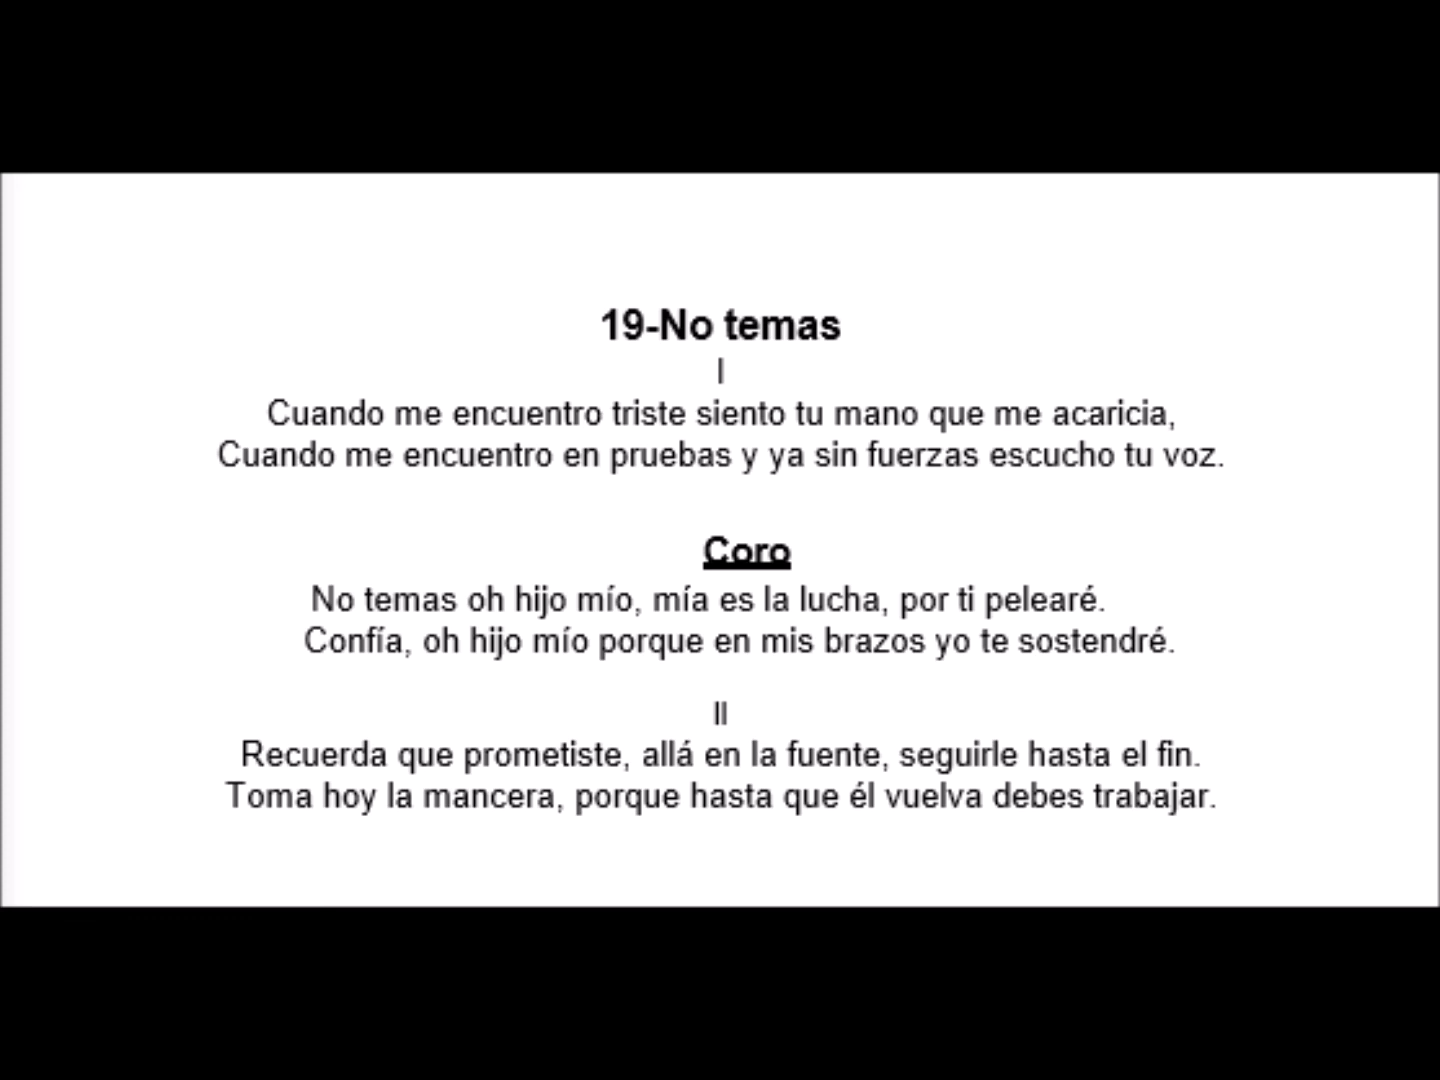 19-No temas
I
Cuando me encuentro triste siento tu mano que me acaricia,
Cuando me encuentro en pruebas y ya sin fuerzas escucho tu voz.
Coro
No temas oh hijo mío, mía es la lucha, por ti pelearé.
Confía, oh hijo mío porque en mis brazos yo te sostendré.
II
Recuerda que prometiste, allá en la fuente, seguirle hasta el fin.
Toma hoy la mancera, porque hasta que él vuelva debes trabajar.